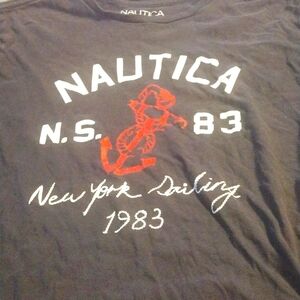 NAUTICA
NAUTICA
N.S. 83
New York Sailing
1983